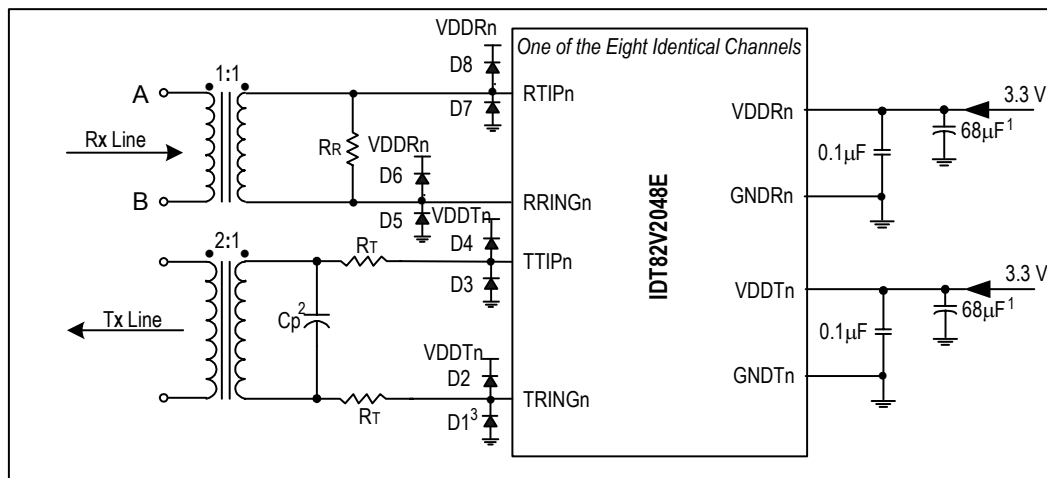 One of the Eight Identical Channels
VDDRn
D8
1:1
A
RTIPn
D7
VDDRn
3.3 V
68µF1
0.1µF
Rx Line
RR
VDDRn
D6
B
RRINGn
GNDRn
D5
VDDTn
D4
2:1
RT
TTIPn
D3
IDT82V2048E
VDDTn
3.3 V
68µF1
0.1µF
Tx Line
Cp2
VDDTn
D2
GNDTn
TRINGn
RT
D13